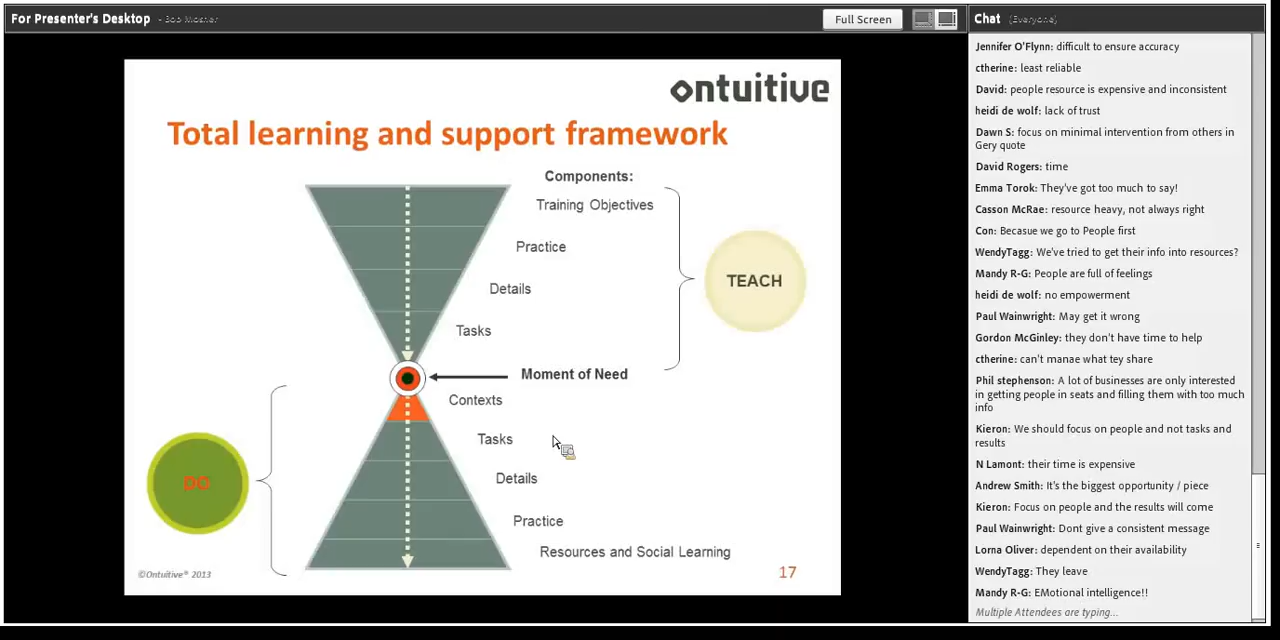 For Presenter's Desktop - Bob Mosher
Full Screen
ontuitive
Total learning and support framework
Components:
Training Objectives
Practice
Details
Tasks
TEACH
Moment of Need
Contexts
Tasks
Details
Practice
Resources and Social Learning
DO
©Ontuitive® 2013
17
Chat (Everyone)
Jennifer O'Flynn: difficult to ensure accuracy
ctherine: least reliable
David: people resource is expensive and inconsistent
heidi de wolf: lack of trust
Dawn S: focus on minimal intervention from others in
Gery quote
David Rogers: time
Emma Torok: They've got too much to say!
Casson McRae: resource heavy, not always right
Con: Becasue we go to People first
WendyTagg: We've tried to get their info into resources?
Mandy R-G: People are full of feelings
heidi de wolf: no empowerment
Paul Wainwright: May get it wrong
Gordon McGinley: they don't have time to help
ctherine: can't manae what tey share
Phil stephenson: A lot of businesses are only interested
in getting people in seats and filling them with too much
info
Kieron: We should focus on people and not tasks and
results
N Lamont: their time is expensive
Andrew Smith: It's the biggest opportunity / piece
Kieron: Focus on people and the results will come
Paul Wainwright: Dont give a consistent message
Lorna Oliver: dependent on their availability
WendyTagg: They leave
Mandy R-G: EMotional intelligence!!
Multiple Attendees are typing...